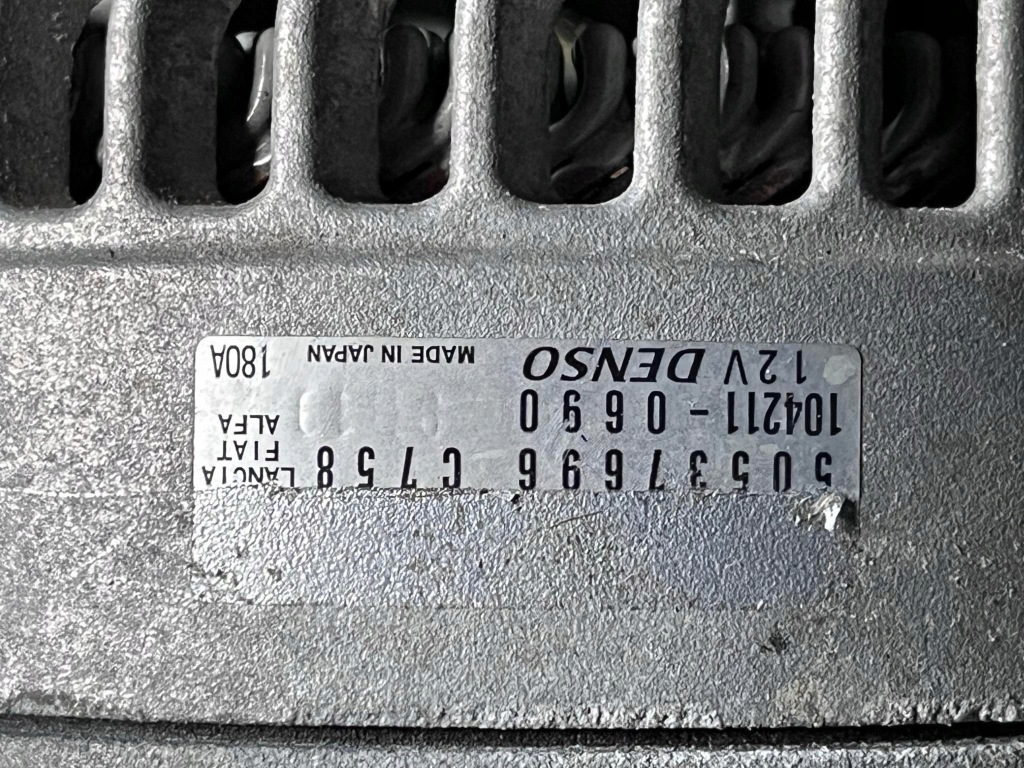 50537696 C758 LANCIA
FIAT
104211-0690 ALFA
12V DENSO MADE IN JAPAN 180A